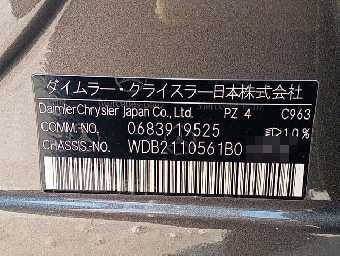 ダイムラー・クライスラー日本株式会社
DaimlerChrysler Japan Co., Ltd. PZ 4 C963
COMM.-NO. 0683919525 10%
CHASSIS.-NO. WDB2110561B0